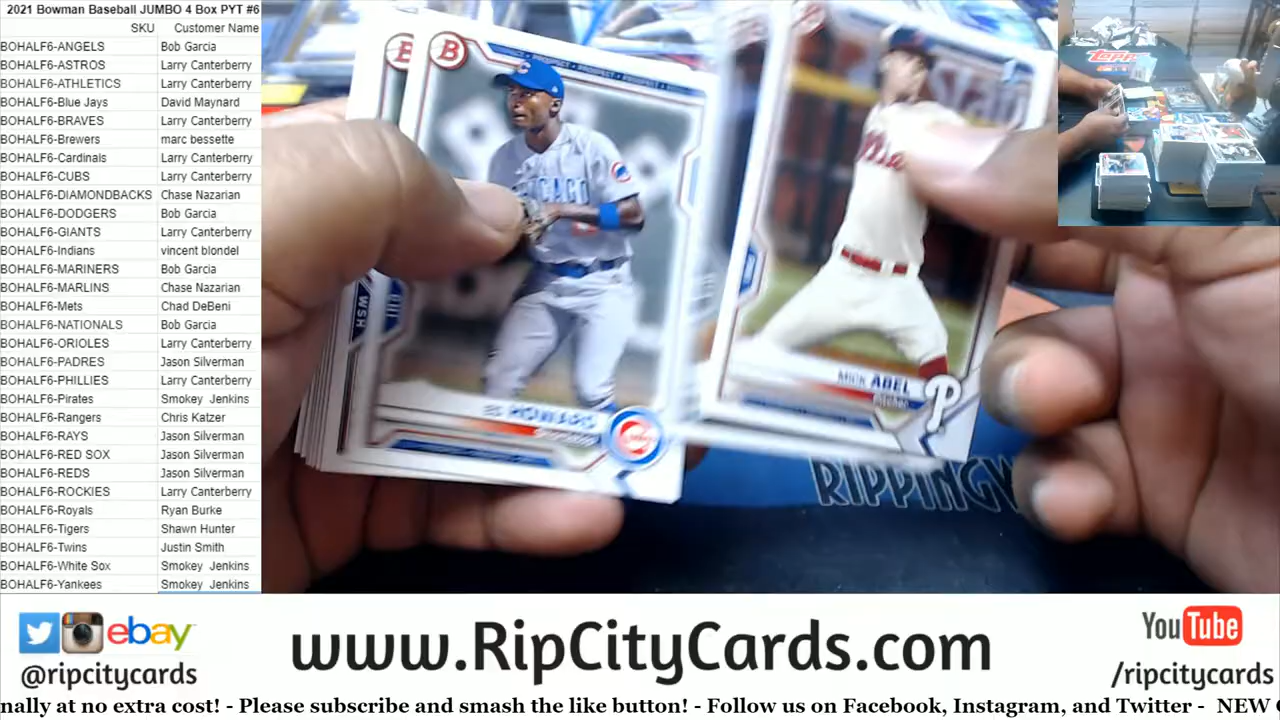 2021 Bowman Baseball JUMBO 4 Box PYT #6
SKU Customer Name
BOHALF6-ANGELS Bob Garcia
BOHALF6-ASTROS Larry Canterberry
BOHALF6-ATHLETICS Larry Canterberry
BOHALF6-Blue Jays David Maynard
BOHALF6-BRAVES Larry Canterberry
BOHALF6-Brewers marc bessette
BOHALF6-Cardinals Larry Canterberry
BOHALF6-CUBS Larry Canterberry
BOHALF6-DIAMONDBACKS Chase Nazarian
BOHALF6-DODGERS Bob Garcia
BOHALF6-GIANTS Larry Canterberry
BOHALF6-Indians vincent blondel
BOHALF6-MARINERS Bob Garcia
BOHALF6-MARLINS Chase Nazarian
BOHALF6-Mets Chad DeBeni
BOHALF6-NATIONALS Bob Garcia
BOHALF6-ORIOLES Larry Canterberry
BOHALF6-PADRES Jason Silverman
BOHALF6-PHILLIES Larry Canterberry
BOHALF6-Pirates Smokey Jenkins
BOHALF6-Rangers Chris Katzer
BOHALF6-RAYS Jason Silverman
BOHALF6-RED SOX Jason Silverman
BOHALF6-REDS Jason Silverman
BOHALF6-ROCKIES Larry Canterberry
BOHALF6-Royals Ryan Burke
BOHALF6-Tigers Shawn Hunter
BOHALF6-Twins Justin Smith
BOHALF6-White Sox Smokey Jenkins
BOHALF6-Yankees Smokey Jenkins
B B
PROSPECT
CHICAGO
WSH
ED HOWARD
MICK ABEL
Pitcher
P
Topps
RIPPING
ebay
@ripcitycards
www.RipCityCards.com
YouTube
/ripcitycards
nally at no extra cost! - Please subscribe and smash the like button! - Follow us on Facebook, Instagram, and Twitter - NEW